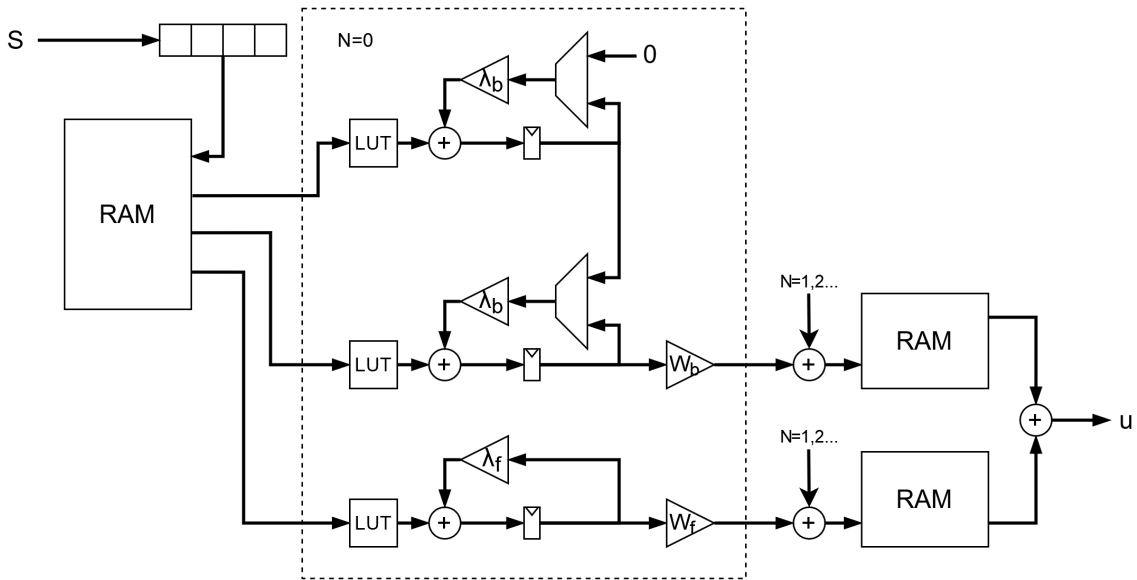 S
N=0
0
λb
LUT
+
RAM
λb
N=1,2...
LUT
+
Wb
+
RAM
+
u
λf
N=1,2...
LUT
+
Wf
+
RAM